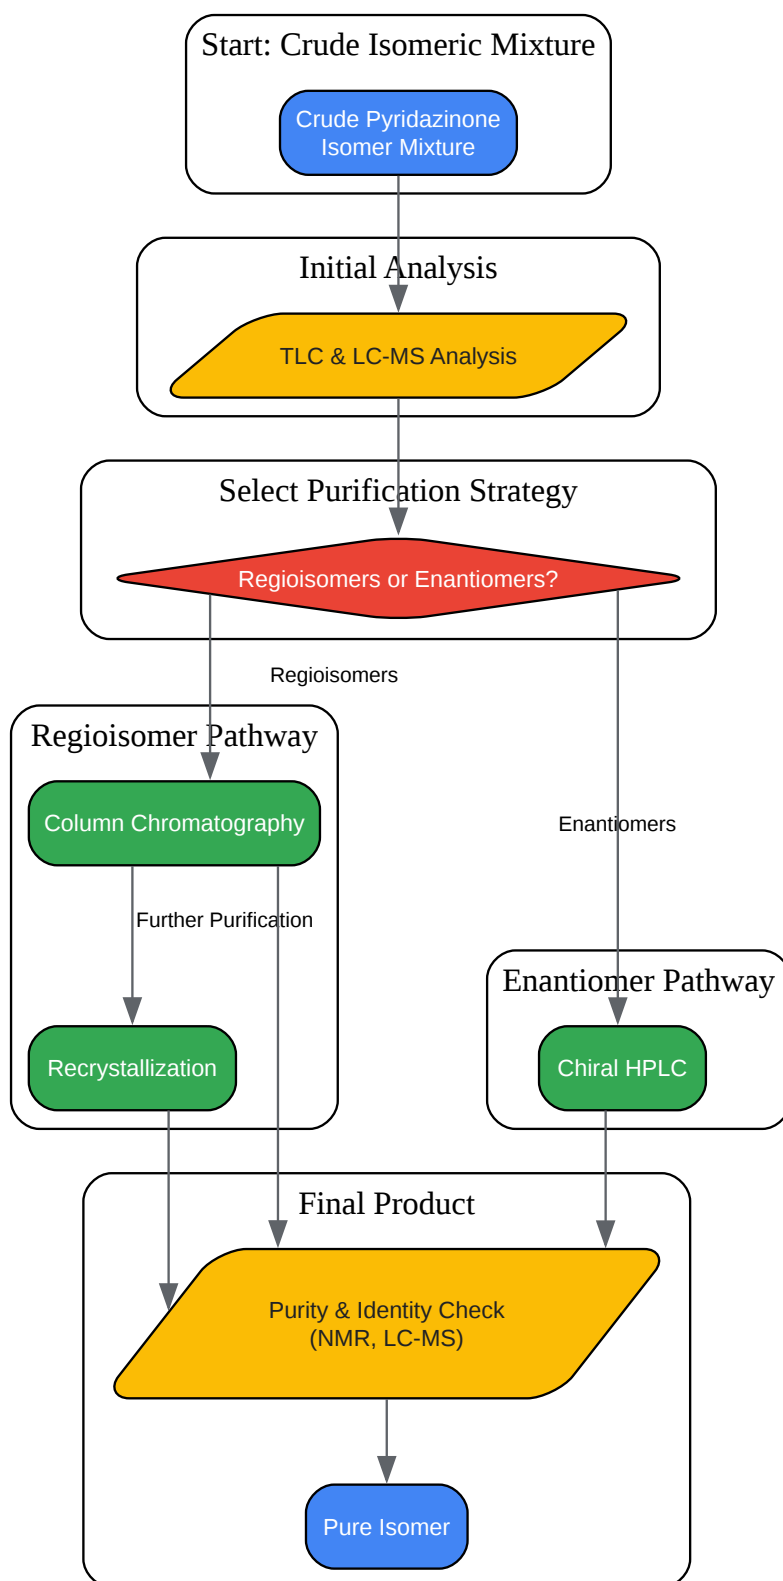 Start: Crude Isomeric Mixture
Crude Pyridazinone
Isomer Mixture
Initial Analysis
TLC & LC-MS Analysis
Select Purification Strategy
Regioisomers or Enantiomers?
Regioisomers
Regioisomer Pathway
Column Chromatography
Enantiomers
Further Purification
Enantiomer Pathway
Recrystallization
Chiral HPLC
Final Product
Purity & Identity Check
(NMR, LC-MS)
Pure Isomer